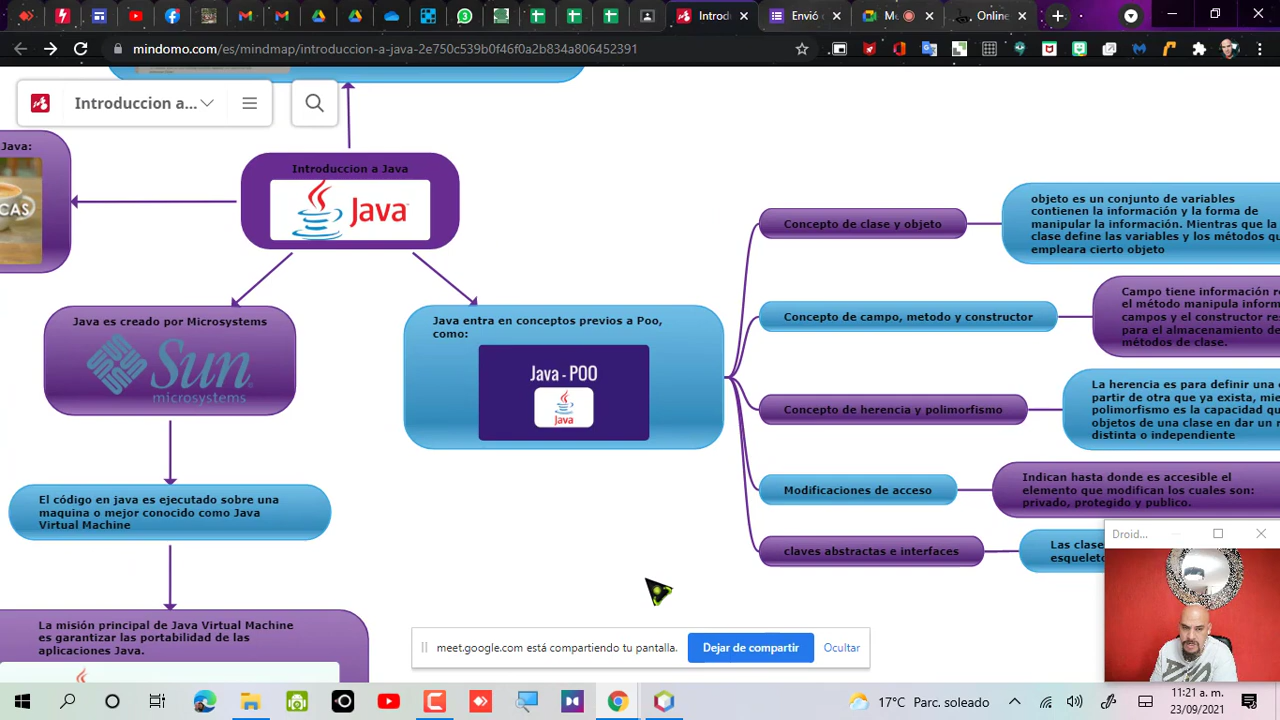 3
Introd
Envió
Me
Online
mindomo.com/es/mindmap/introduccion-a-java-2e750c539b0f46f0a2b834a806452391
Introduccion a...
Java:
CAS
Introduccion a Java
Java
Java es creado por Microsystems
Sun
microsystems
El código en java es ejecutado sobre una
maquina o mejor conocido como Java
Virtual Machine
La misión principal de Java Virtual Machine
es garantizar las portabilidad de las
aplicaciones Java.
Java entra en conceptos previos a Poo,
como:
Java - POO
Java
Concepto de clase y objeto
objeto es un conjunto de variables
contienen la información y la forma de
manipular la información. Mientras que la
clase define las variables y los métodos qu
empleara cierto objeto
Concepto de campo, metodo y constructor
Campo tiene información re
el método manipula inform
campos y el constructor res
para el almacenamiento de
métodos de clase.
Concepto de herencia y polimorfismo
La herencia es para definir una
partir de otra que ya exista, mie
polimorfismo es la capacidad qu
objetos de una clase en dar un r
distinta o independiente
Modificaciones de acceso
Indican hasta donde es accesible el
elemento que modifican los cuales son:
privado, protegido y publico.
claves abstractas e interfaces
Las clase
esqueleto
Droid...
meet.google.com está compartiendo tu pantalla.
Dejar de compartir
Ocultar
17°C Parc. soleado
11:21 a. m.
23/09/2021